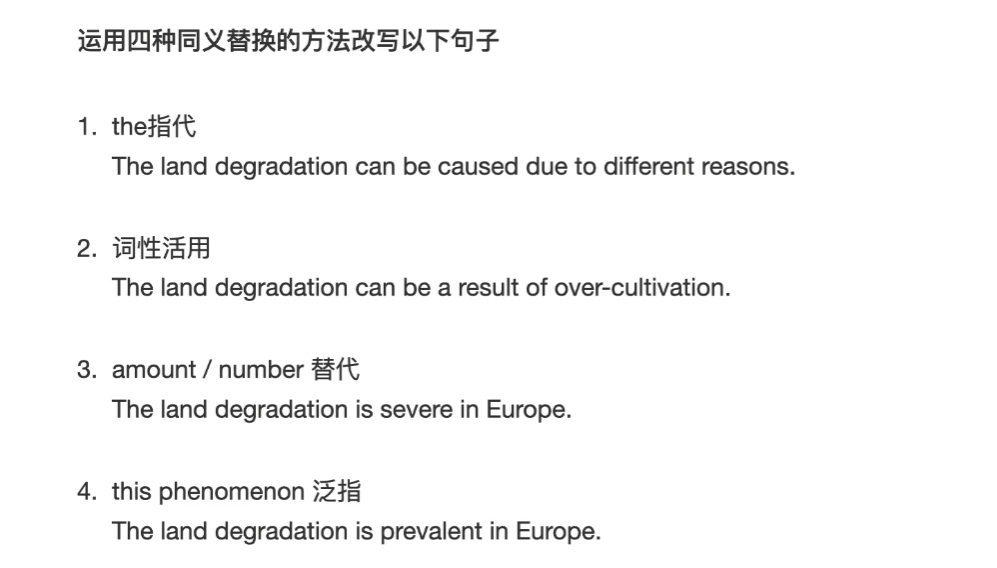 运用四种同义替换的方法改写以下句子
1. the指代
The land degradation can be caused due to different reasons.
2. 词性活用
The land degradation can be a result of over-cultivation.
3. amount / number 替代
The land degradation is severe in Europe.
4. this phenomenon 泛指
The land degradation is prevalent in Europe.